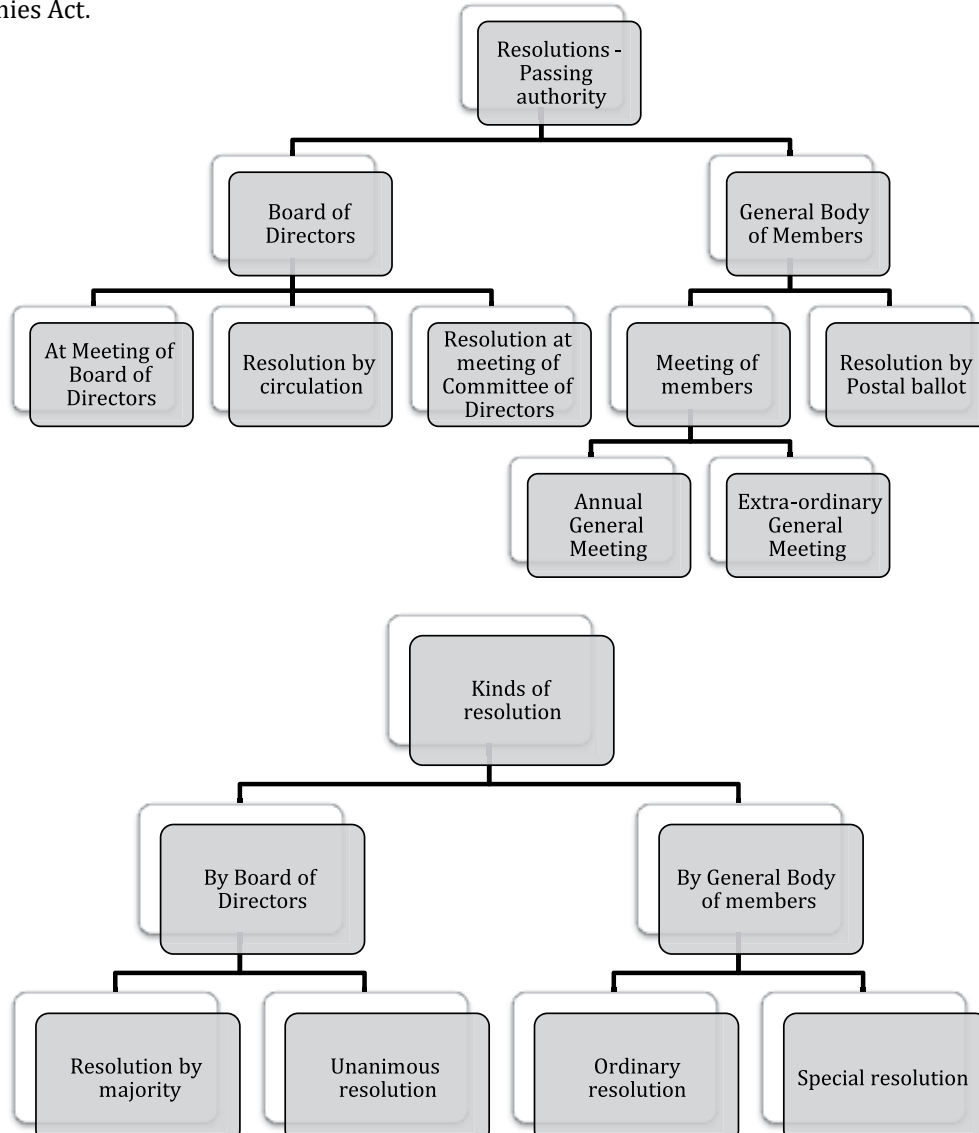 nies Act.
Resolutions -
Passing
authority
Board of
Directors
General Body
of Members
At Meeting of
Board of
Directors
Resolution by
circulation
Resolution at
meeting of
Committee of
Directors
Meeting of
members
Resolution by
Postal ballot
Annual
General
Meeting
Extra-ordinary
General
Meeting
Kinds of
resolution
By Board of
Directors
By General Body
of members
Resolution by
majority
Unanimous
resolution
Ordinary
resolution
Special resolution